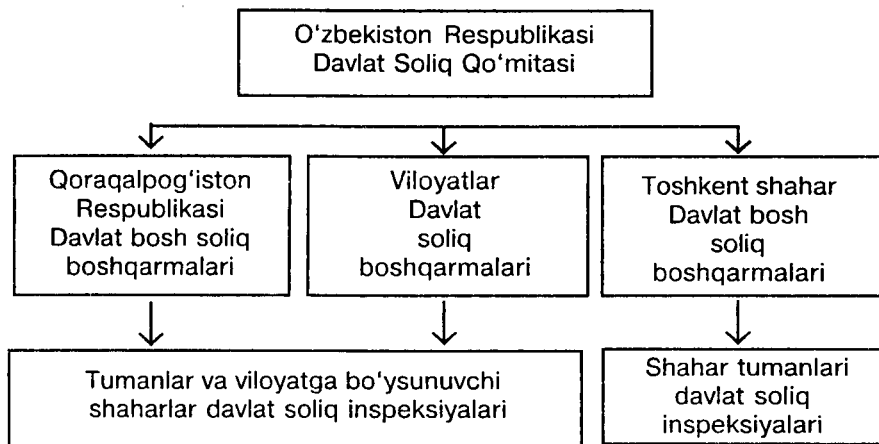 O‘zbekiston Respublikasi
Davlat Soliq Qo‘mitasi
Qoraqalpog‘iston
Respublikasi
Davlat bosh soliq
boshqarmalari
Viloyatlar
Davlat
soliq
boshqarmalari
Toshkent shahar
Davlat bosh
soliq
boshqarmalari
Tumanlar va viloyatga bo‘ysunuvchi
shaharlar davlat soliq inspeksiyalari
Shahar tumanlari
davlat soliq
inspeksiyalari